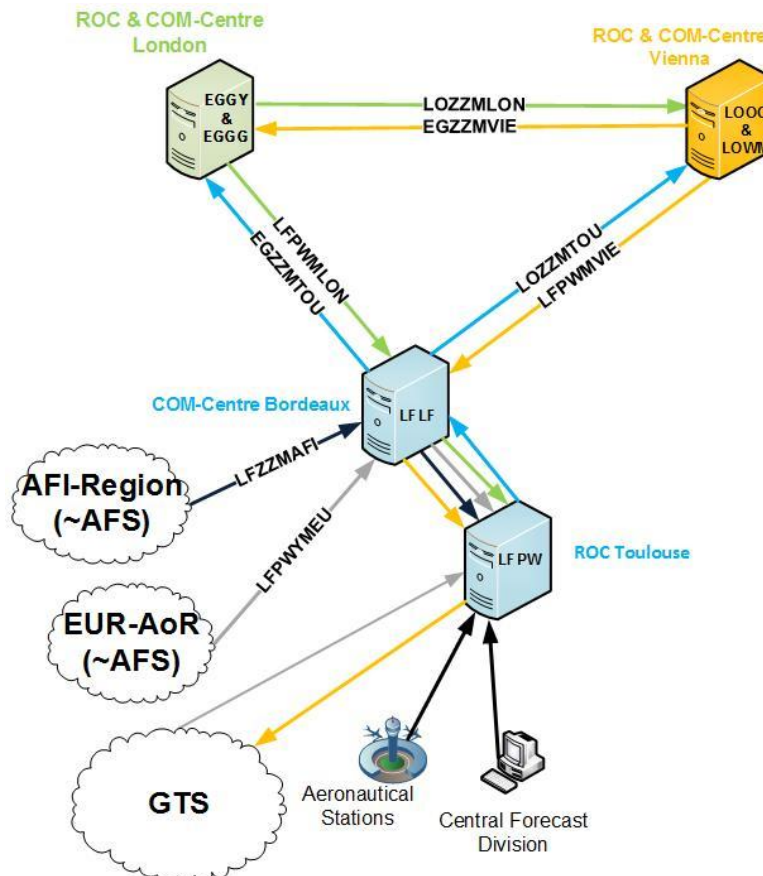 ROC & COM-Centre
London
ROC & COM-Centre
Vienna
EGGY
&
EGGG
LOZZMLON
EGZZMVIE
LOOG
&
LOWM
LFPWMLON
EGZZMTOU
LOZZMTOU
LFPWMVIE
COM-Centre Bordeaux
LF LF
AFI-Region
(~AFS)
LFZZMAFI
LF PW
ROC Toulouse
EUR-AoR
(~AFS)
LFPWYMEU
GTS
Aeronautical
Stations
Central Forecast
Division